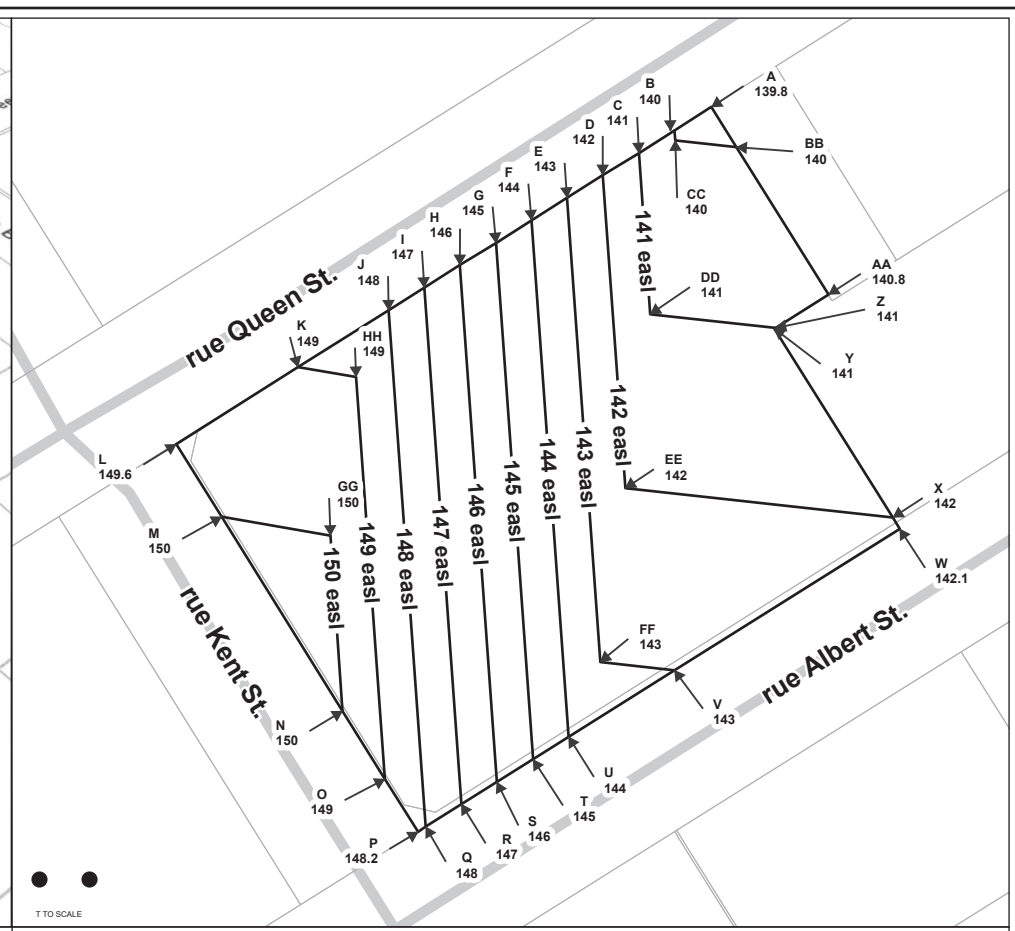 A
139.8
B
140
C
141
D
142
E
143
F
144
G
145
H
146
I
147
J
148
K
149
HH
149
BB
140
CC
140
rue Queen St.
141 easl
DD
141
AA
140.8
Z
141
Y
141
L
149.6
142 easl
143 easl
144 easl
145 easl
146 easl
147 easl
148 easl
149 easl
150 easl
EE
142
GG
150
X
142
M
150
W
142.1
rue Kent St.
rue Albert St.
FF
143
N
150
V
143
O
149
U
144
T
145
S
146
R
147
Q
148
P
148.2
T TO SCALE